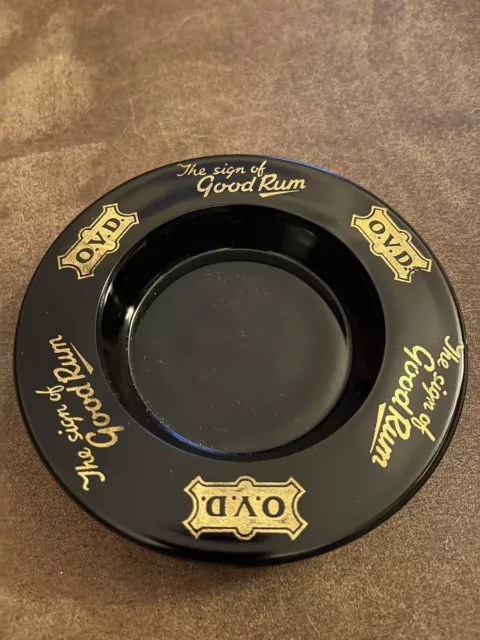 The sign of
Good Rum
O.V.D.
The sign of
Good Rum
O.V.D.
The sign of
Good Rum
O.V.D.